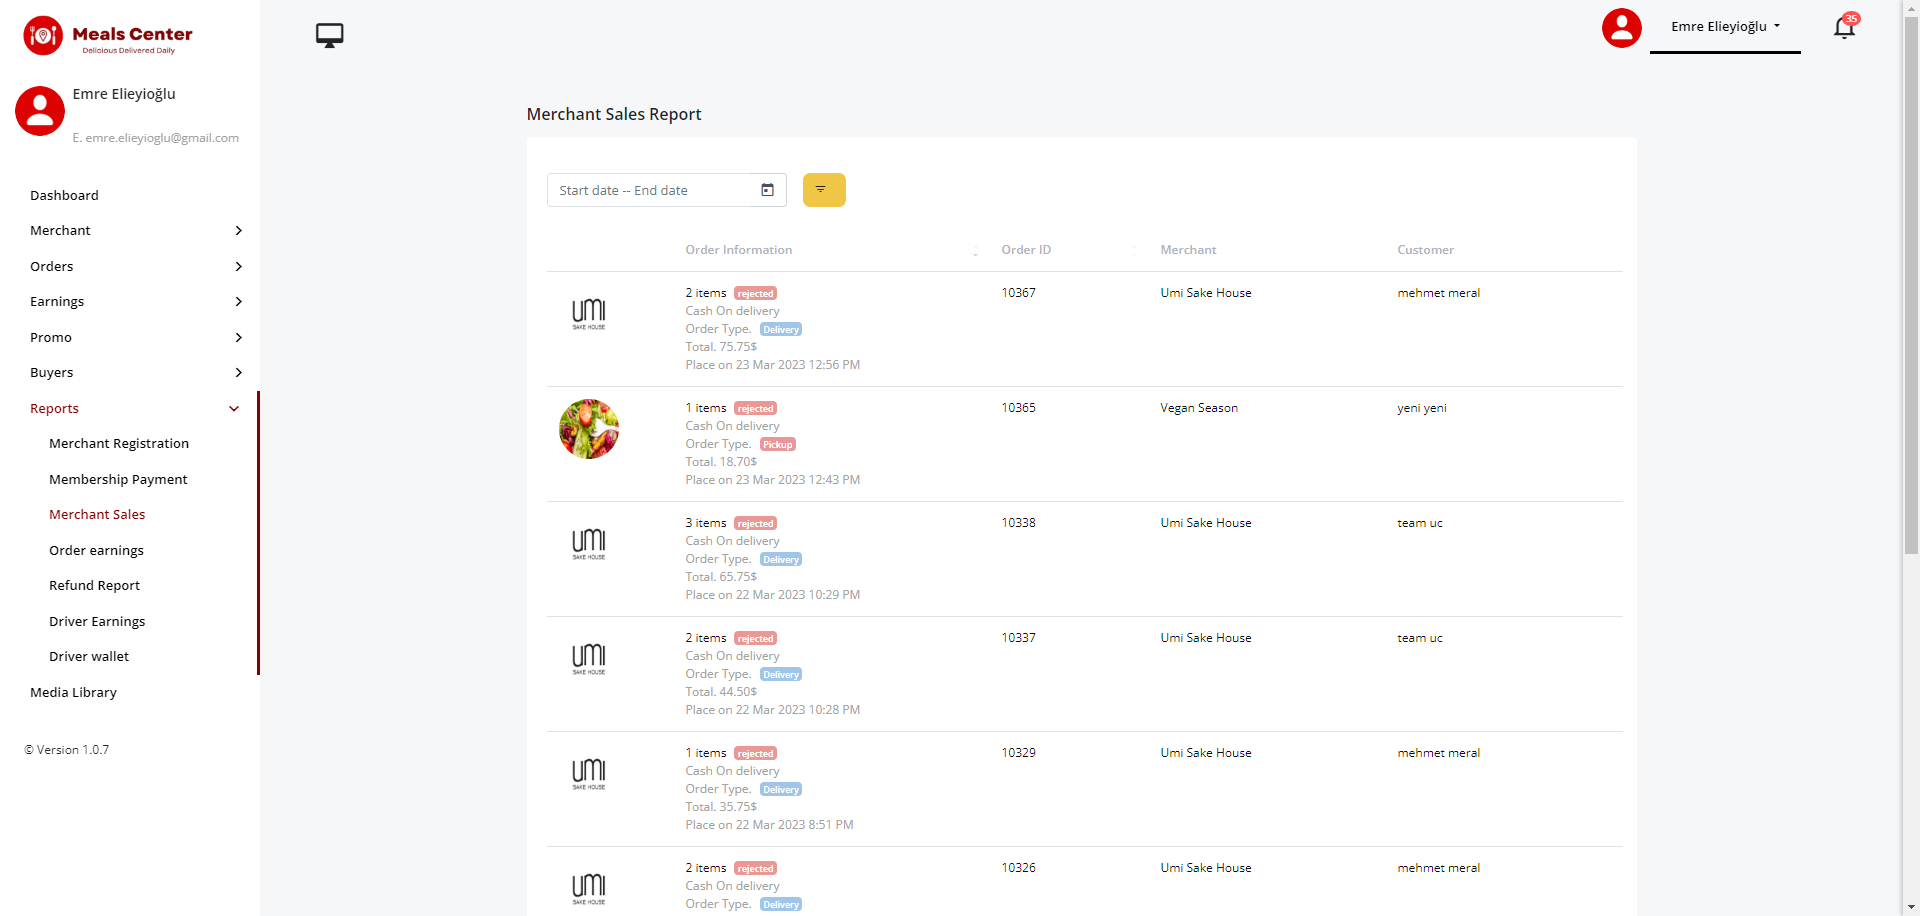 Meals Center
Delicious Delivered Daily
Emre Elieyioğlu
E. emre.elieyioglu@gmail.com
Dashboard
Merchant
Orders
Earnings
Promo
Buyers
Reports
Merchant Registration
Membership Payment
Merchant Sales
Order earnings
Refund Report
Driver Earnings
Driver wallet
Media Library
© Version 1.0.7
Emre Elieyioğlu
35
Merchant Sales Report
Start date -- End date
Order Information Order ID Merchant Customer
umi SAKE HOUSE
2 items rejected 10367 Umi Sake House mehmet meral
Cash On delivery
Order Type. Delivery
Total. 75.75$
Place on 23 Mar 2023 12:56 PM
1 items rejected 10365 Vegan Season yeni yeni
Cash On delivery
Order Type. Pickup
Total. 18.70$
Place on 23 Mar 2023 12:43 PM
umi SAKE HOUSE
3 items rejected 10338 Umi Sake House team uc
Cash On delivery
Order Type. Delivery
Total. 65.75$
Place on 22 Mar 2023 10:29 PM
umi SAKE HOUSE
2 items rejected 10337 Umi Sake House team uc
Cash On delivery
Order Type. Delivery
Total. 44.50$
Place on 22 Mar 2023 10:28 PM
umi SAKE HOUSE
1 items rejected 10329 Umi Sake House mehmet meral
Cash On delivery
Order Type. Delivery
Total. 35.75$
Place on 22 Mar 2023 8:51 PM
umi SAKE HOUSE
2 items rejected 10326 Umi Sake House mehmet meral
Cash On delivery
Order Type. Delivery